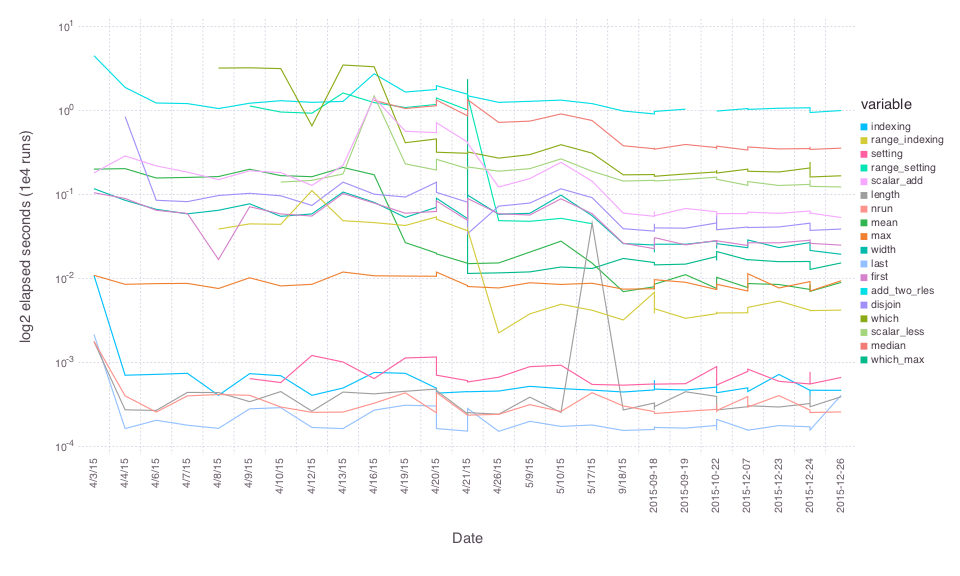 log2 elapsed seconds (1e4 runs)
10^1
10^0
10^-1
10^-2
10^-3
10^-4
4/3/15
4/4/15
4/6/15
4/7/15
4/8/15
4/9/15
4/10/15
4/12/15
4/13/15
4/16/15
4/19/15
4/20/15
4/21/15
4/26/15
5/9/15
5/10/15
5/17/15
9/18/15
2015-09-18
2015-09-19
2015-10-22
2015-12-07
2015-12-23
2015-12-24
2015-12-26
Date
variable
indexing
range_indexing
setting
range_setting
scalar_add
length
nrun
mean
max
width
last
first
add_two_rles
disjoin
which
scalar_less
median
which_max